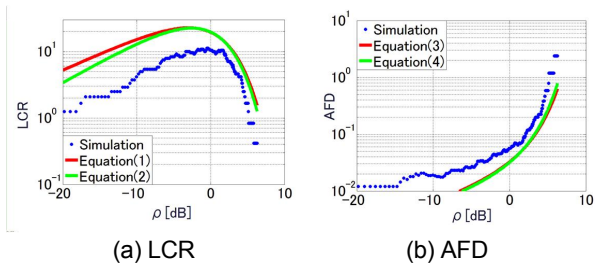 10¹
10⁰
10⁻¹
LCR
Simulation
Equation(1)
Equation(2)
-20
-10
0
10
ρ [dB]
(a) LCR
10¹
10⁰
10⁻¹
10⁻²
AFD
Simulation
Equation(3)
Equation(4)
-20
-10
0
10
ρ [dB]
(b) AFD